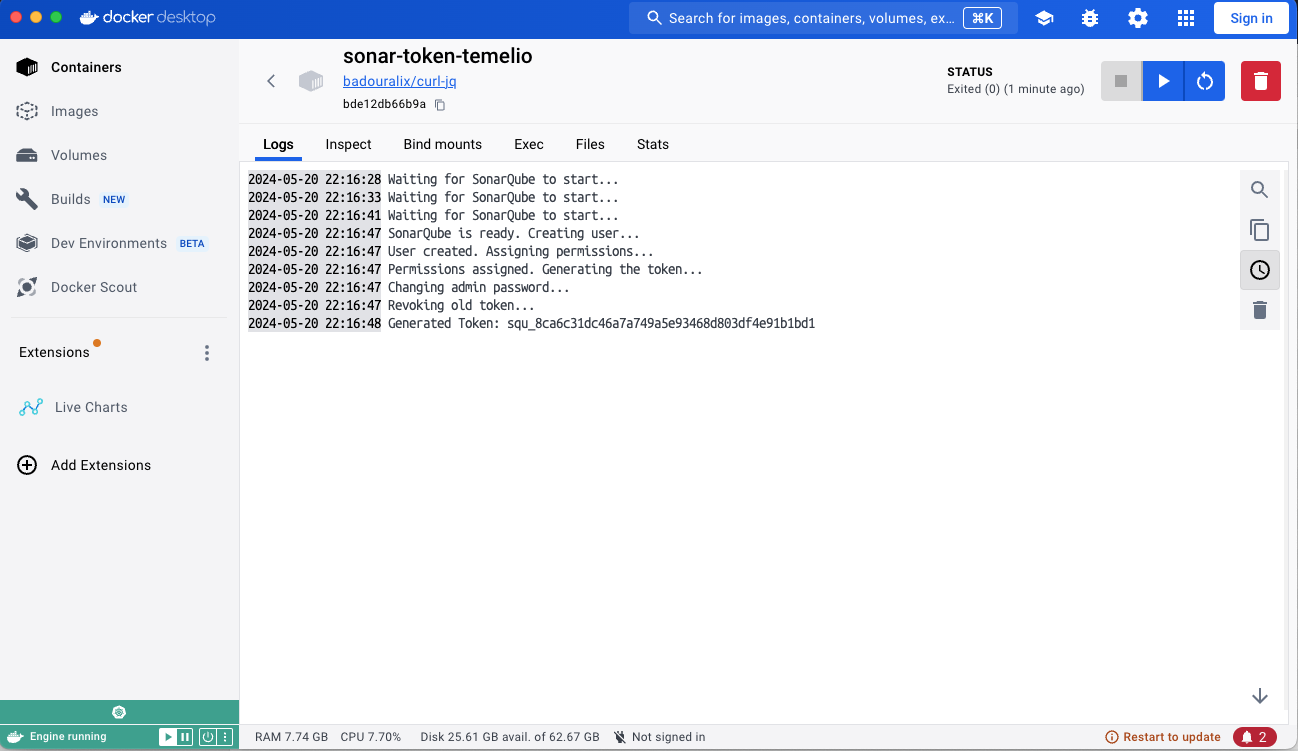 docker desktop
Search for images, containers, volumes, ex... ⌘K
Sign in
Containers
Images
Volumes
Builds NEW
Dev Environments BETA
Docker Scout
Extensions
Live Charts
Add Extensions
sonar-token-temelio
badouralix/curl-jq
bde12db66b9a
STATUS
Exited (0) (1 minute ago)
Logs Inspect Bind mounts Exec Files Stats
2024-05-20 22:16:28 Waiting for SonarQube to start...
2024-05-20 22:16:33 Waiting for SonarQube to start...
2024-05-20 22:16:41 Waiting for SonarQube to start...
2024-05-20 22:16:47 SonarQube is ready. Creating user...
2024-05-20 22:16:47 User created. Assigning permissions...
2024-05-20 22:16:47 Permissions assigned. Generating the token...
2024-05-20 22:16:47 Changing admin password...
2024-05-20 22:16:47 Revoking old token...
2024-05-20 22:16:48 Generated Token: squ_8ca6c31dc46a7a749a5e93468d803df4e91b1bd1
Engine running
RAM 7.74 GB CPU 7.70% Disk 25.61 GB avail. of 62.67 GB Not signed in
Restart to update 2